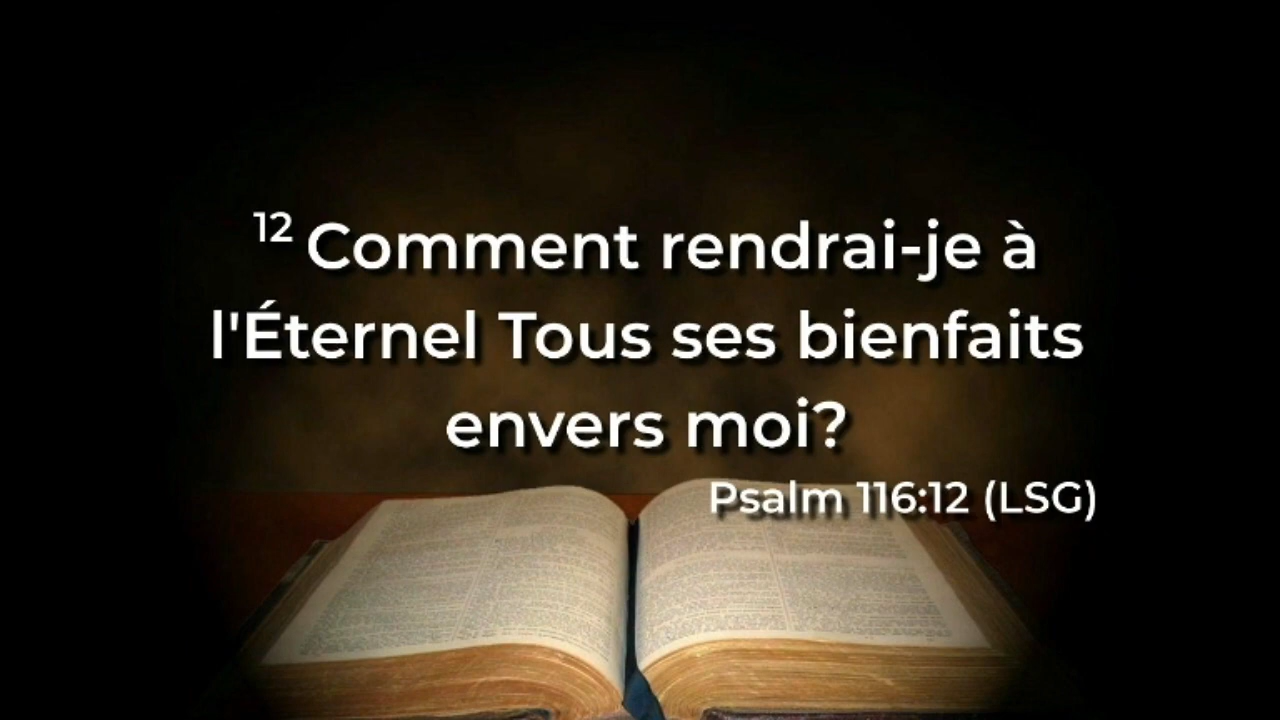 12 Comment rendrai-je à
l'Éternel Tous ses bienfaits
envers moi?
Psalm 116:12 (LSG)